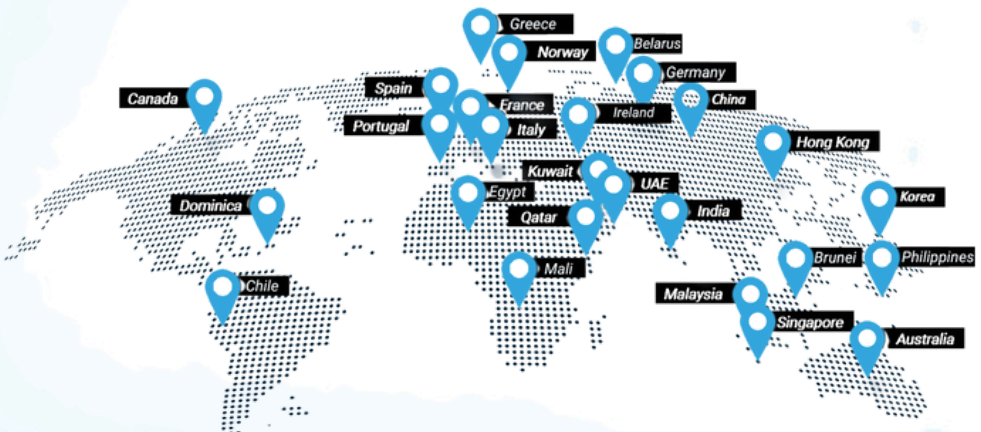 Greece
Norway
Belarus
Germany
Spain
Canada
France
China
Ireland
Portugal
Italy
Hong Kong
Kuwait
UAE
Egypt
Korea
Dominica
Qatar
India
Brunei
Philippines
Mali
Chile
Malaysia
Singapore
Australia